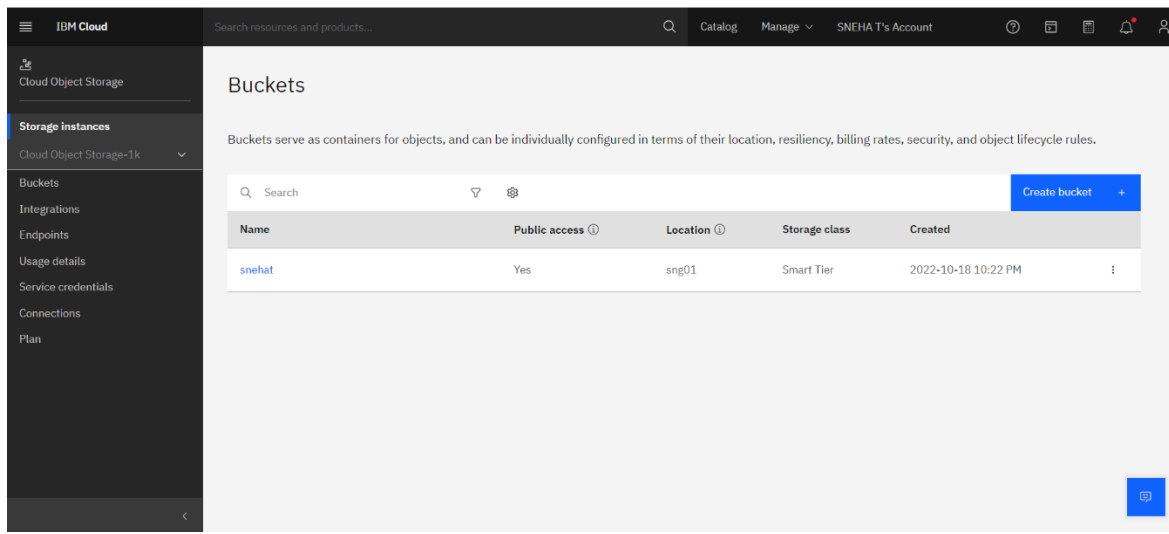 IBM Cloud
Search resources and products...
Catalog
Manage
SNEHA T's Account
Cloud Object Storage
Storage instances
Cloud Object Storage-1k
Buckets
Integrations
Endpoints
Usage details
Service credentials
Connections
Plan
Buckets
Buckets serve as containers for objects, and can be individually configured in terms of their location, resiliency, billing rates, security, and object lifecycle rules.
Search
Create bucket +
Name Public access Location Storage class Created
snehat Yes sng01 Smart Tier 2022-10-18 10:22 PM